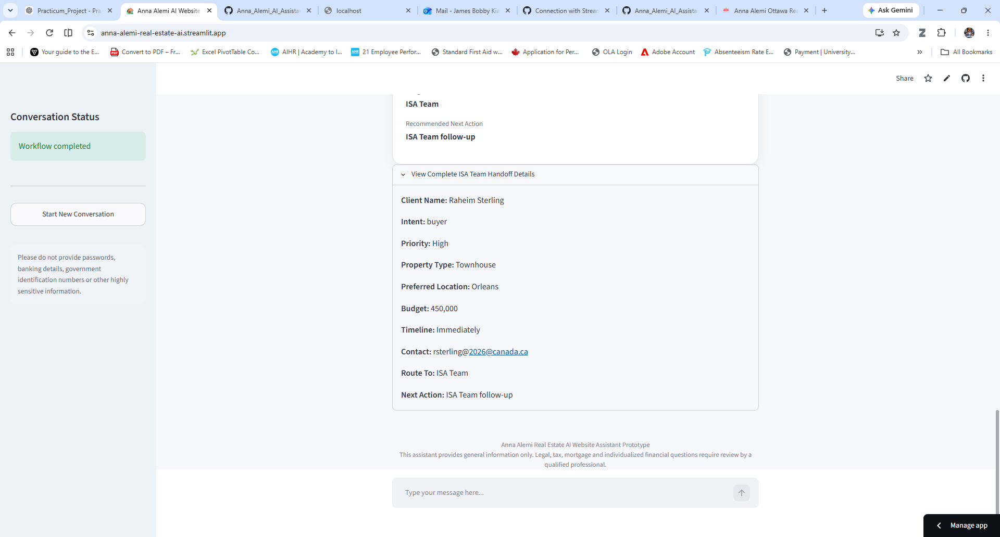 Practicum_Project - Pra
Anna Alemi AI Website
Anna_Alemi_AI_Assista
localhost
Mail - James Bobby Kia
Connection with Stream
Anna_Alemi_AI_Assista
Anna Alemi Ottawa Rea
Ask Gemini
anna-alemi-real-estate-ai.streamlit.app
Your guide to the E...
Convert to PDF – Fr...
Excel PivotTable Co...
AIHR | Academy to I...
21 Employee Perfor...
Standard First Aid w...
Application for Per...
OLA Login
Adobe Account
Absenteeism Rate E...
Payment | University...
All Bookmarks
Share
Conversation Status
Workflow completed
Start New Conversation
Please do not provide passwords,
banking details, government
identification numbers or other highly
sensitive information.
ISA Team
Recommended Next Action
ISA Team follow-up
View Complete ISA Team Handoff Details
Client Name: Raheim Sterling
Intent: buyer
Priority: High
Property Type: Townhouse
Preferred Location: Orleans
Budget: 450,000
Timeline: Immediately
Contact: rsterling@2026@canada.ca
Route To: ISA Team
Next Action: ISA Team follow-up
Anna Alemi Real Estate AI Website Assistant Prototype
This assistant provides general information only. Legal, tax, mortgage and individualized financial questions require review by a
qualified professional.
Type your message here...
Manage app